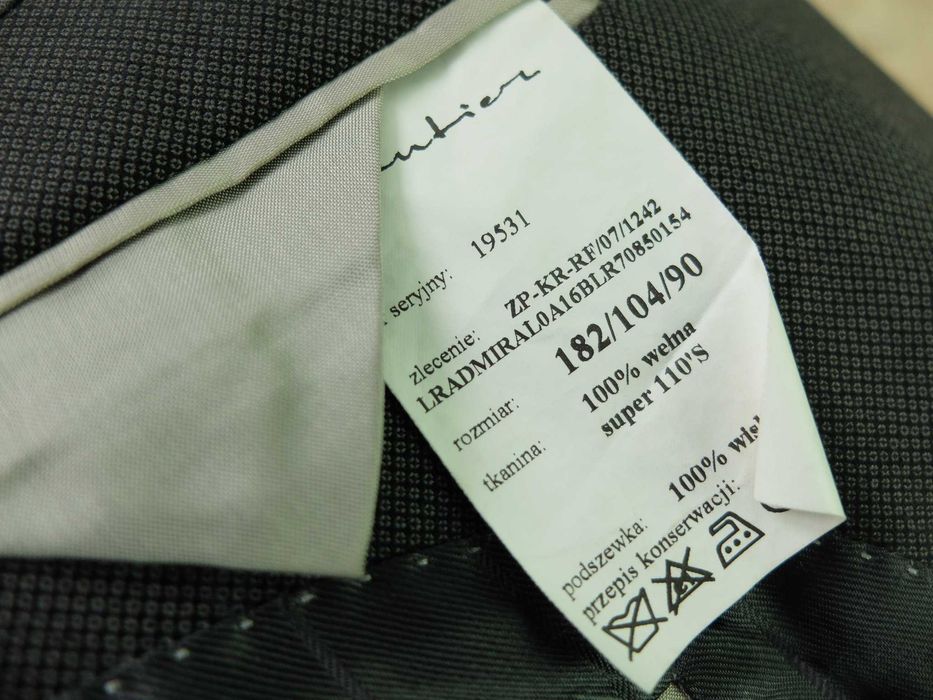 seryjny: 19531
zlecenie: ZP-KR-RF/07/1242
LRADMIRAL0A16BLR70850154
rozmiar: 182/104/90
tkanina: 100% wełna
super 110'S
podszewka: 100% wisk
przepis konserwacji: